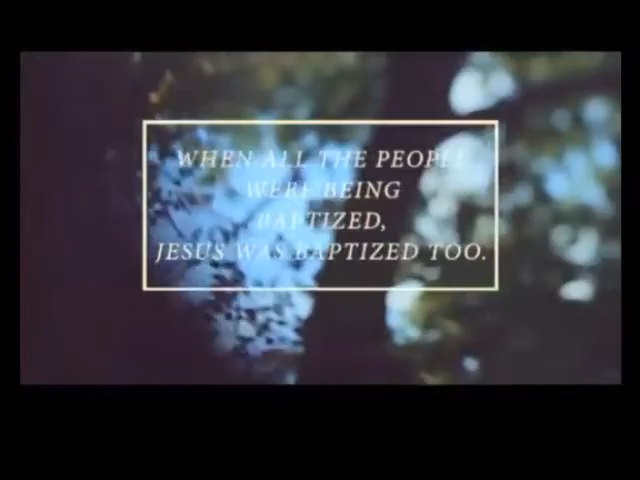 WHEN ALL THE PEOPLE
WERE BEING
BAPTIZED,
JESUS WAS BAPTIZED TOO.